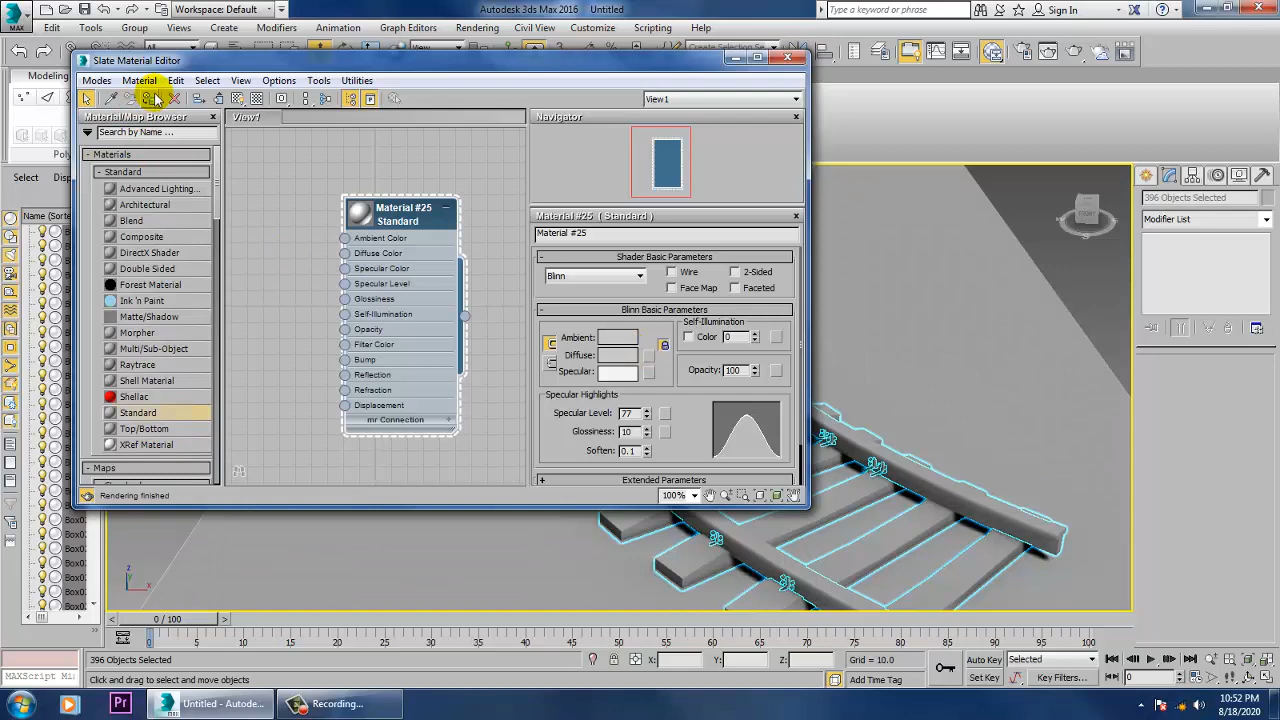 Workspace: Default
Autodesk 3ds Max 2016    Untitled
Type a keyword or phrase
Sign In
MAX
Edit
Tools
Group
Views
Create
Modifiers
Animation
Graph Editors
Rendering
Civil View
Customize
Scripting
Help
Slate Material Editor
Modeling
Modes
Material
Edit
Select
View
Options
Tools
Utilities
View1
Material/Map Browser
View1
Navigator
Search by Name ...
Materials
Standard
Advanced Lighting...
Architectural
Blend
Composite
DirectX Shader
Double Sided
Forest Material
Ink 'n Paint
Matte/Shadow
Morpher
Multi/Sub-Object
Raytrace
Shell Material
Shellac
Standard
Top/Bottom
XRef Material
Maps
Material #25
Standard
Ambient Color
Diffuse Color
Specular Color
Specular Level
Glossiness
Self-Illumination
Opacity
Filter Color
Bump
Reflection
Refraction
Displacement
mr Connection
Material #25 ( Standard )
Material #25
Shader Basic Parameters
Blinn
Wire
2-Sided
Face Map
Faceted
Blinn Basic Parameters
Self-Illumination
Ambient:
Color
0
Diffuse:
Specular:
Opacity: 100
Specular Highlights
Specular Level: 77
Glossiness: 10
Soften: 0.1
Extended Parameters
Rendering finished
100%
Select
FRONT
396 Objects Selected
Modifier List
z
y
x
0 / 100
0 5 10 15 20 25 30 35 40 45 50 55 60 65 70 75 80 85 90 95 100
396 Objects Selected
X:
Y:
Z:
Grid = 10.0
Auto Key
Selected
MAXScript Mi
Click and drag to select and move objects
Add Time Tag
Set Key
Key Filters...
0
Untitled - Autode...
Recording...
10:52 PM
8/18/2020